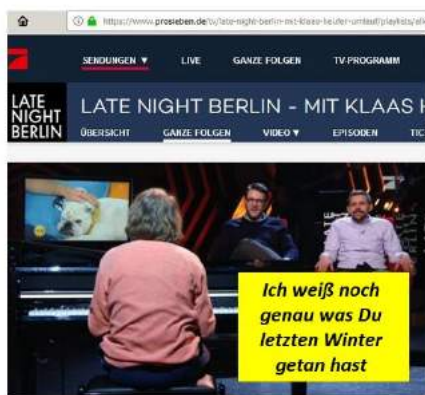 https://www.prosieben.de/tv/late-night-berlin-mit-klaas-heufer-umlauf/playlists/alle
SENDUNGEN ▼ LIVE GANZE FOLGEN TV-PROGRAMM
LATE NIGHT BERLIN
LATE NIGHT BERLIN - MIT KLAAS H
ÜBERSICHT GANZE FOLGEN VIDEO ▼ EPISODEN TIC
Ich weiß noch
genau was Du
letzten Winter
getan hast